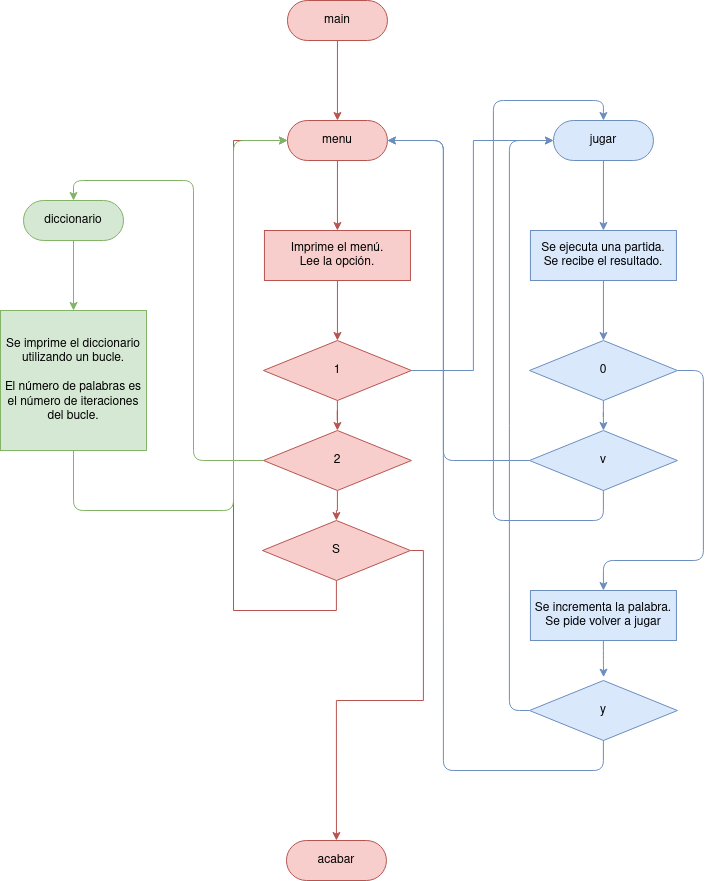 main
menu
jugar
diccionario
Imprime el menú.
Lee la opción.
Se ejecuta una partida.
Se recibe el resultado.
Se imprime el diccionario
utilizando un bucle.
El número de palabras es
el número de iteraciones
del bucle.
1
0
2
v
S
Se incrementa la palabra.
Se pide volver a jugar
y
acabar